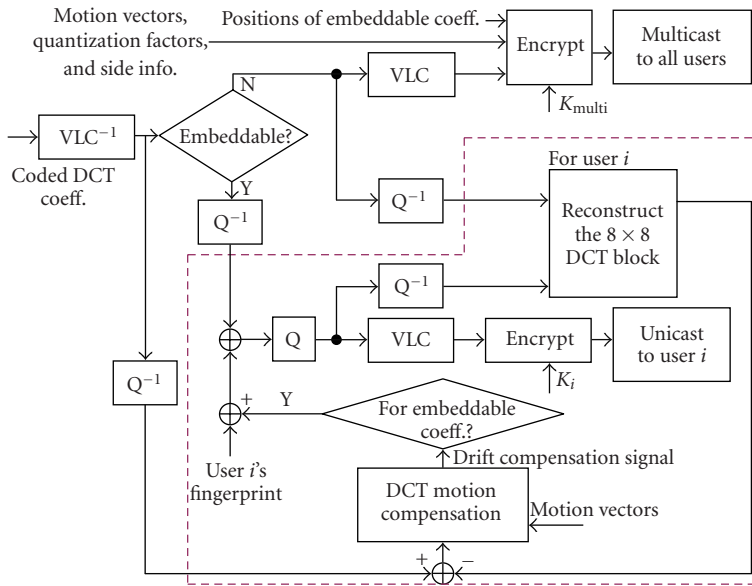 Motion vectors,
quantization factors,
and side info.
Positions of embeddable coeff.
Encrypt
Multicast
to all users
N
VLC
K_multi
VLC⁻¹
Embeddable?
Coded DCT
coeff.
Y
For user i
Q⁻¹
Q⁻¹
Reconstruct
the 8 × 8
DCT block
Q⁻¹
Q
VLC
Encrypt
Unicast
to user i
Q⁻¹
K_i
+
Y
For embeddable
coeff.?
User i's
fingerprint
Drift compensation signal
DCT motion
compensation
Motion vectors
+
−